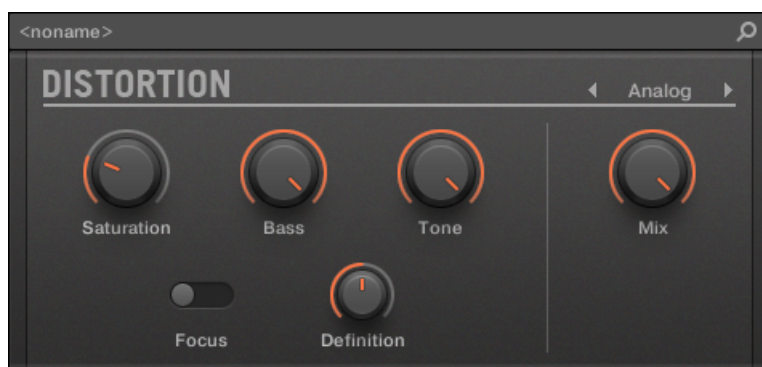 <noname>
DISTORTION
Analog
Saturation
Bass
Tone
Mix
Focus
Definition